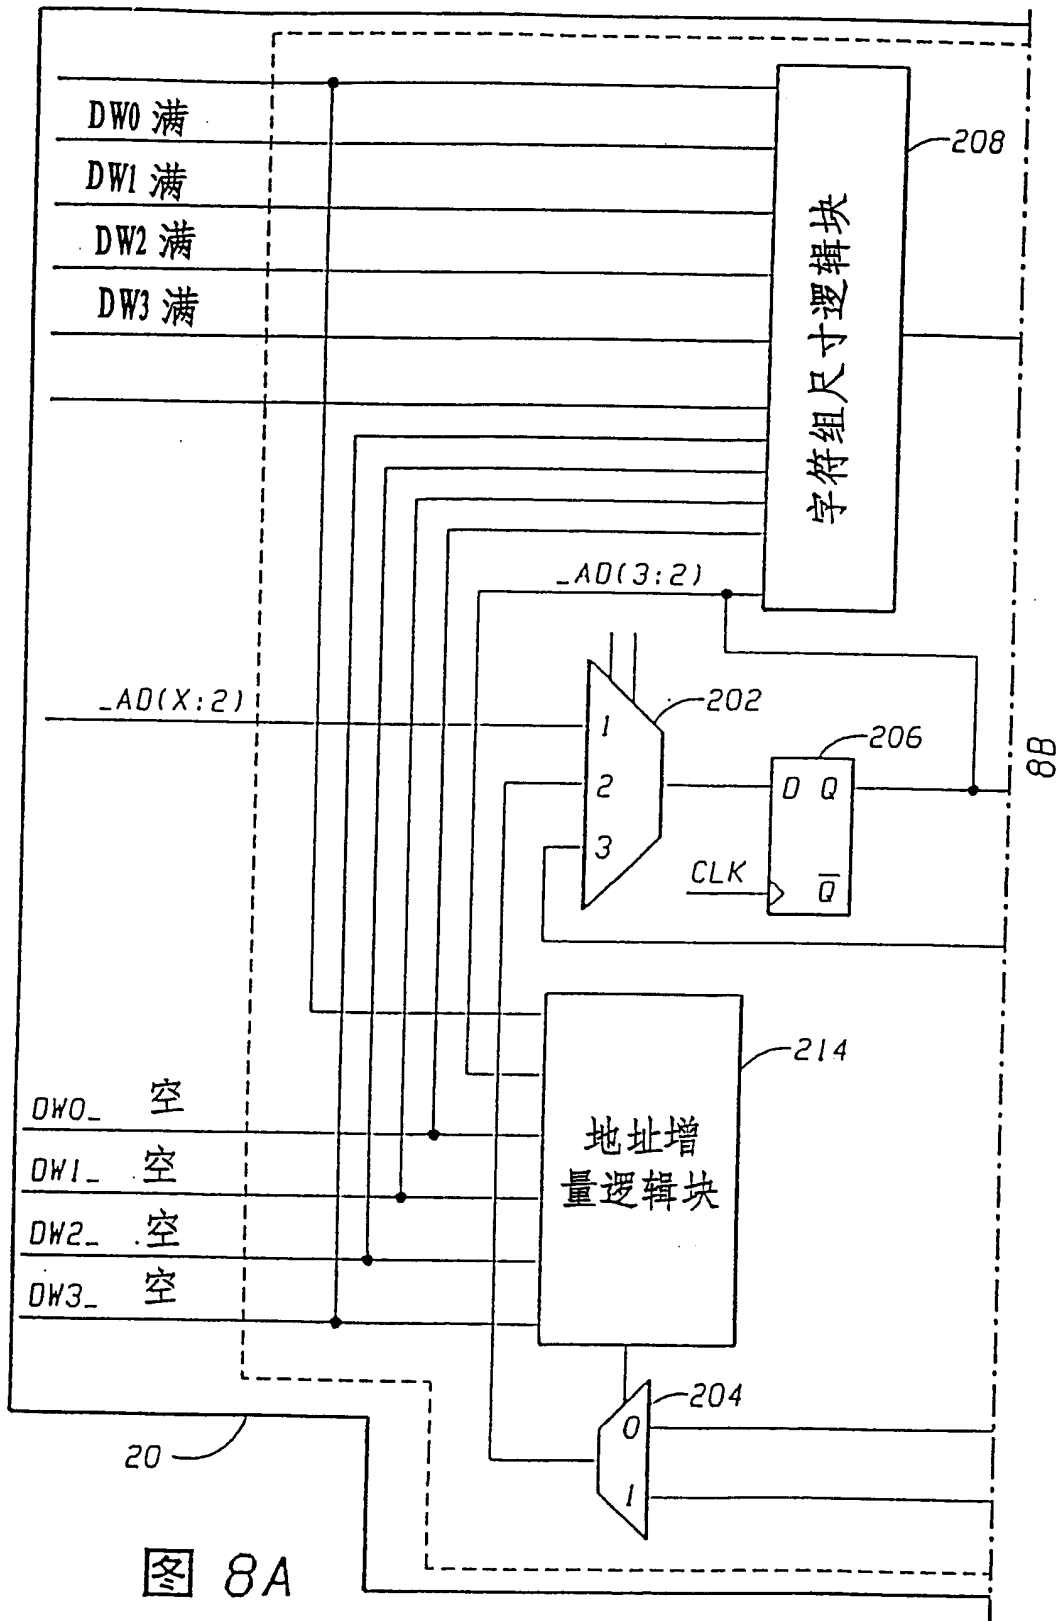 DW0 满
DW1 满
DW2 满
DW3 满
208
字符组尺寸逻辑块
_AD(3:2)
_AD(X:2)
1
2
3
202
206
D Q
CLK
Q̅
8B
214
地址增
量逻辑块
DW0_ 空
DW1_ 空
DW2_ 空
DW3_ 空
204
0
1
20
图 8A